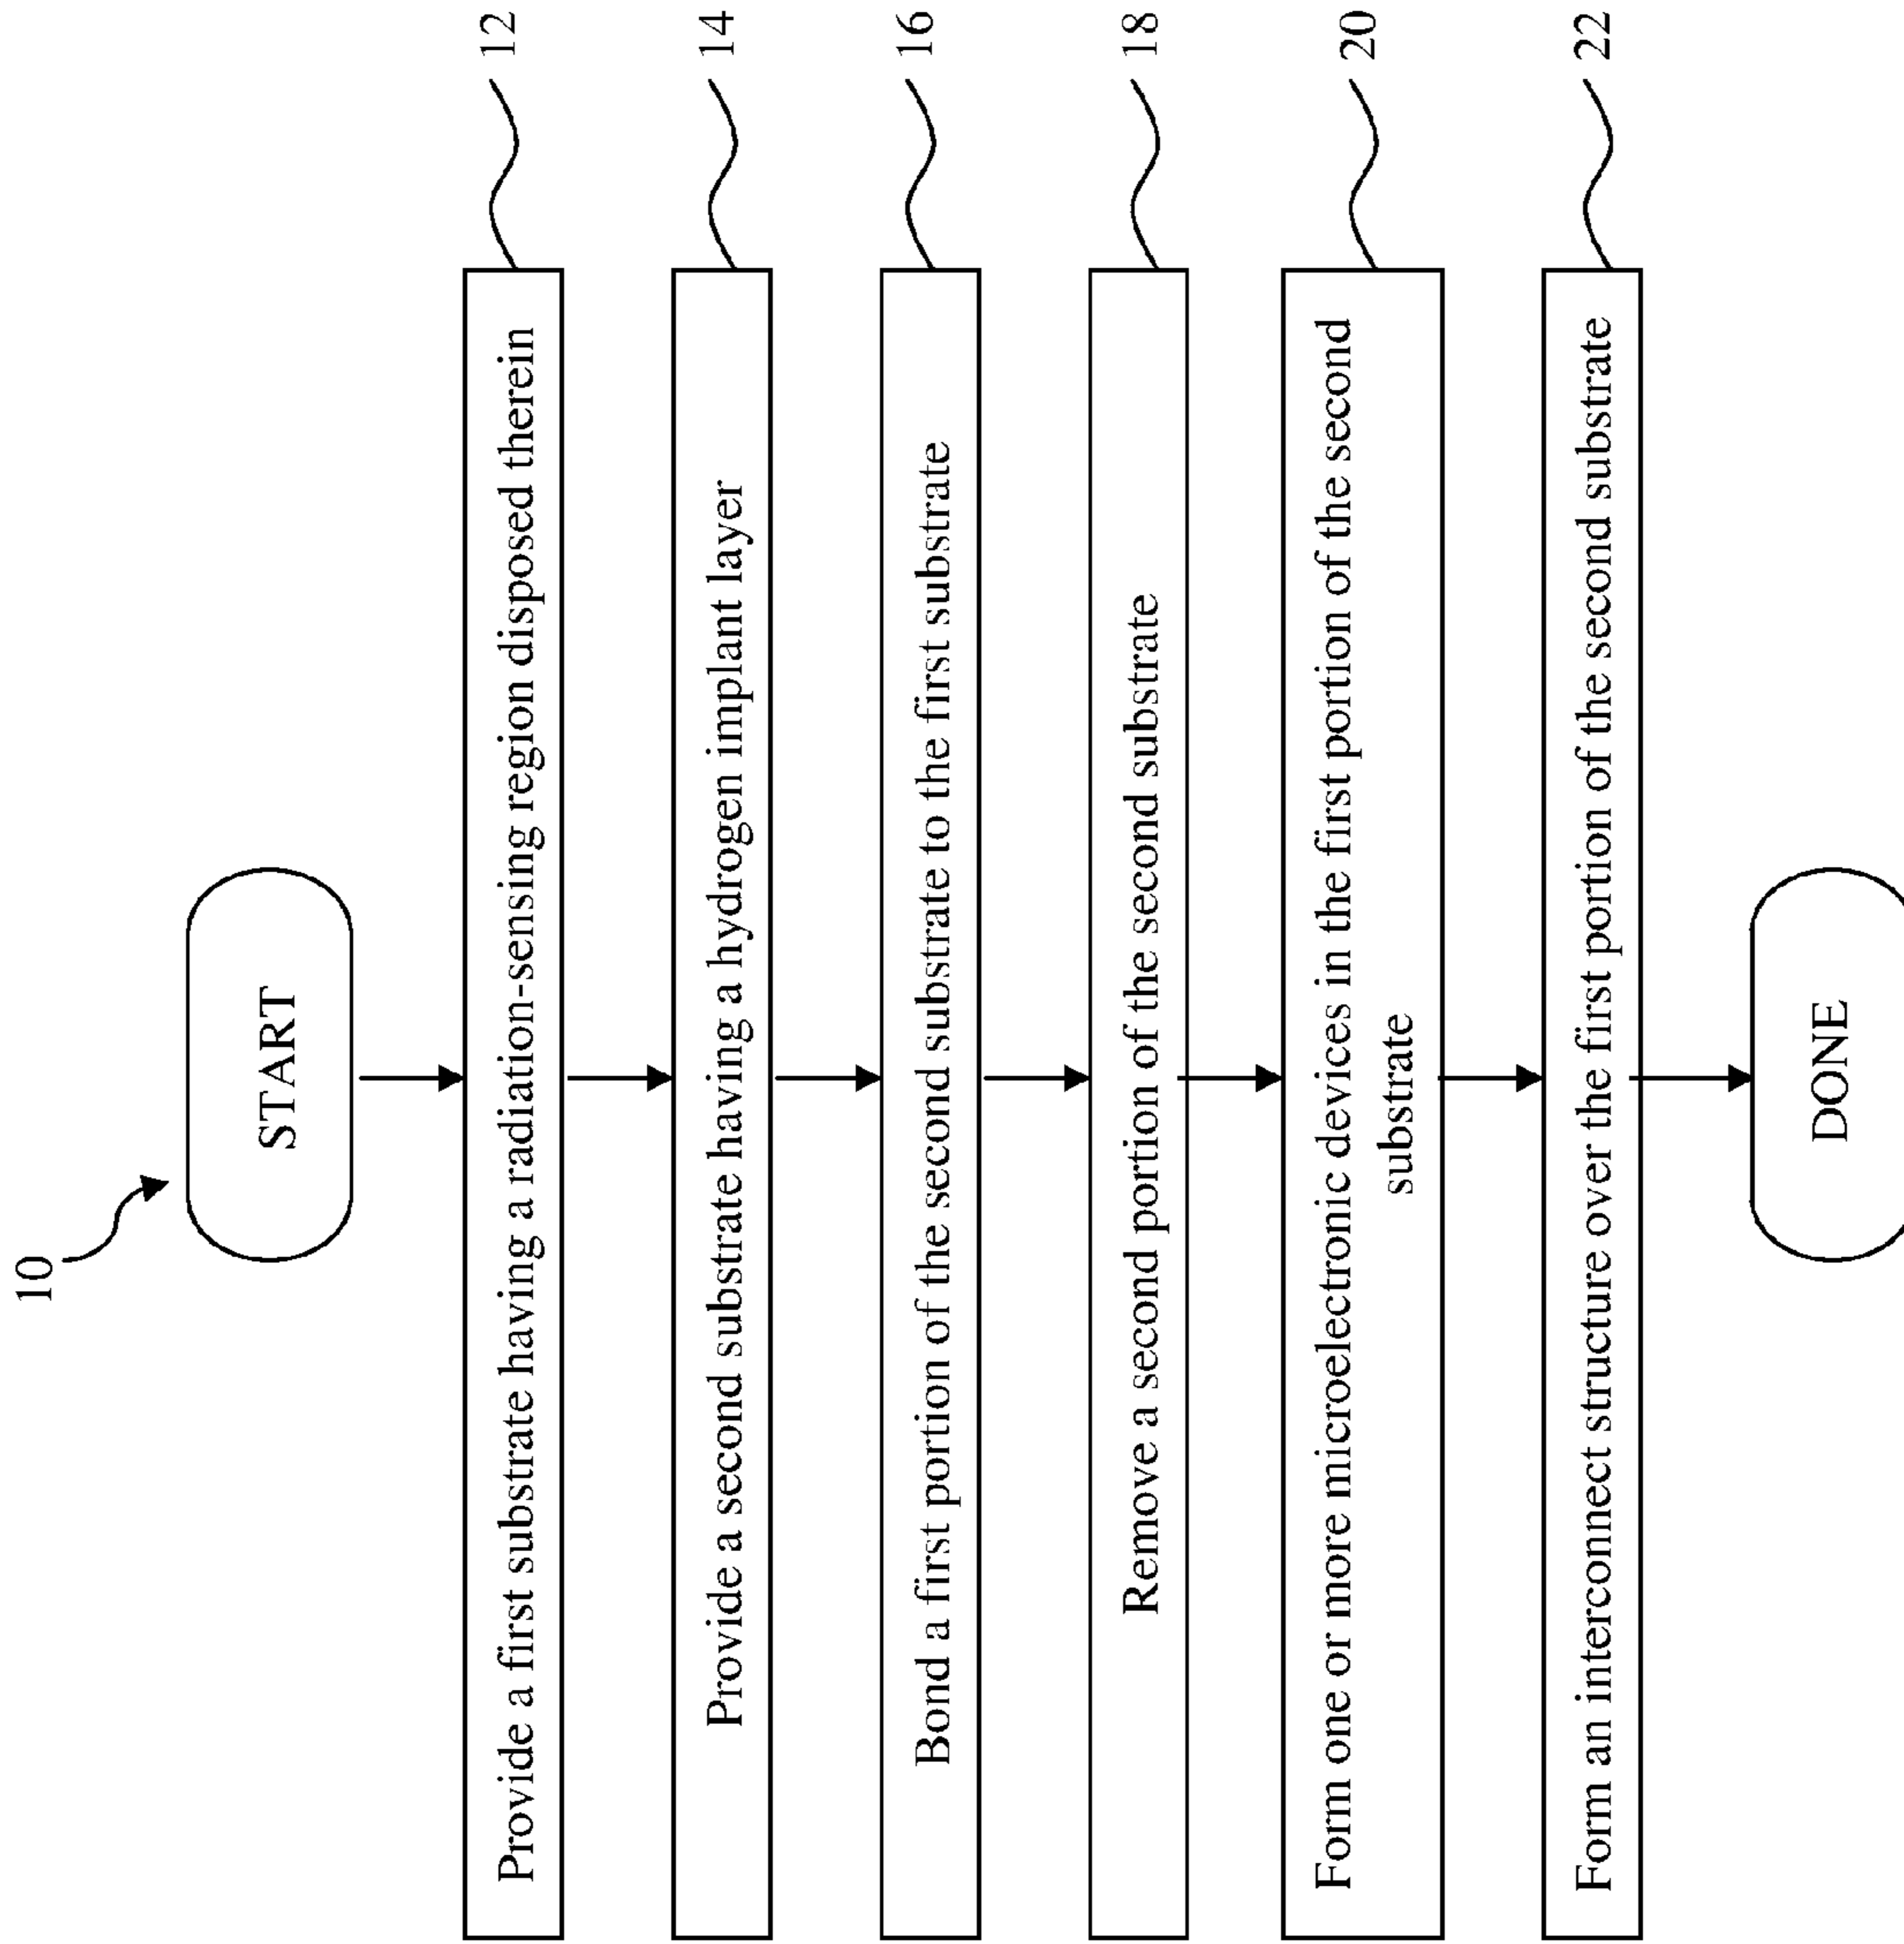 10
START
Provide a first substrate having a radiation-sensing region disposed therein
12
Provide a second substrate having a hydrogen implant layer
14
Bond a first portion of the second substrate to the first substrate
16
Remove a second portion of the second substrate
18
Form one or more microelectronic devices in the first portion of the second
substrate
20
Form an interconnect structure over the first portion of the second substrate
22
DONE